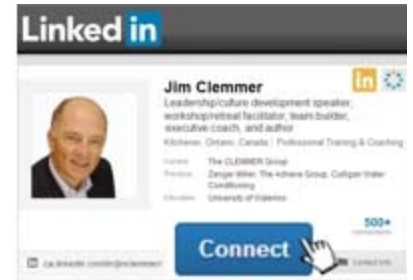 Linked in
Jim Clemmer
Leadership/culture development speaker,
workshop/retreat facilitator, team builder,
executive coach, and author
Kitchener, Ontario, Canada | Professional Training & Coaching
Current The CLEMMER Group
Previous Zenger Miller, The Achieve Group, Culligan Water
Conditioning
Education University of Waterloo
500+
connections
Connect
in